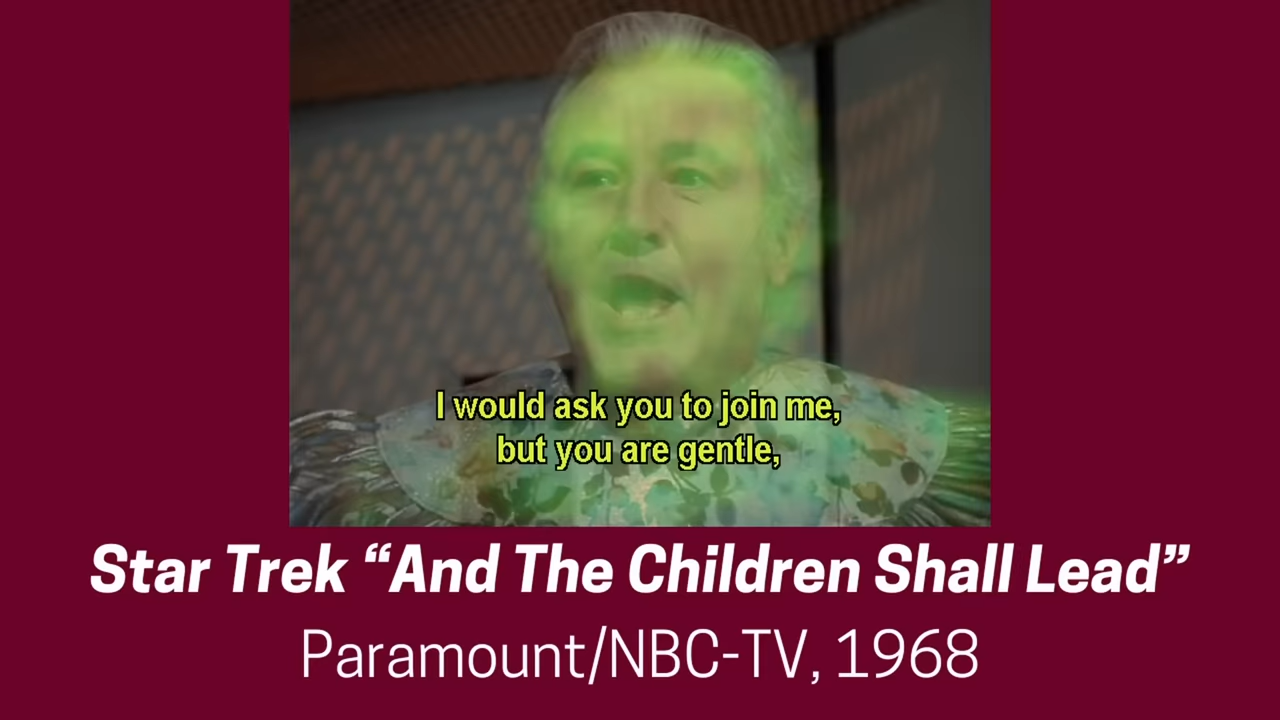 I would ask you to join me,
but you are gentle,
Star Trek “And The Children Shall Lead”
Paramount/NBC-TV, 1968